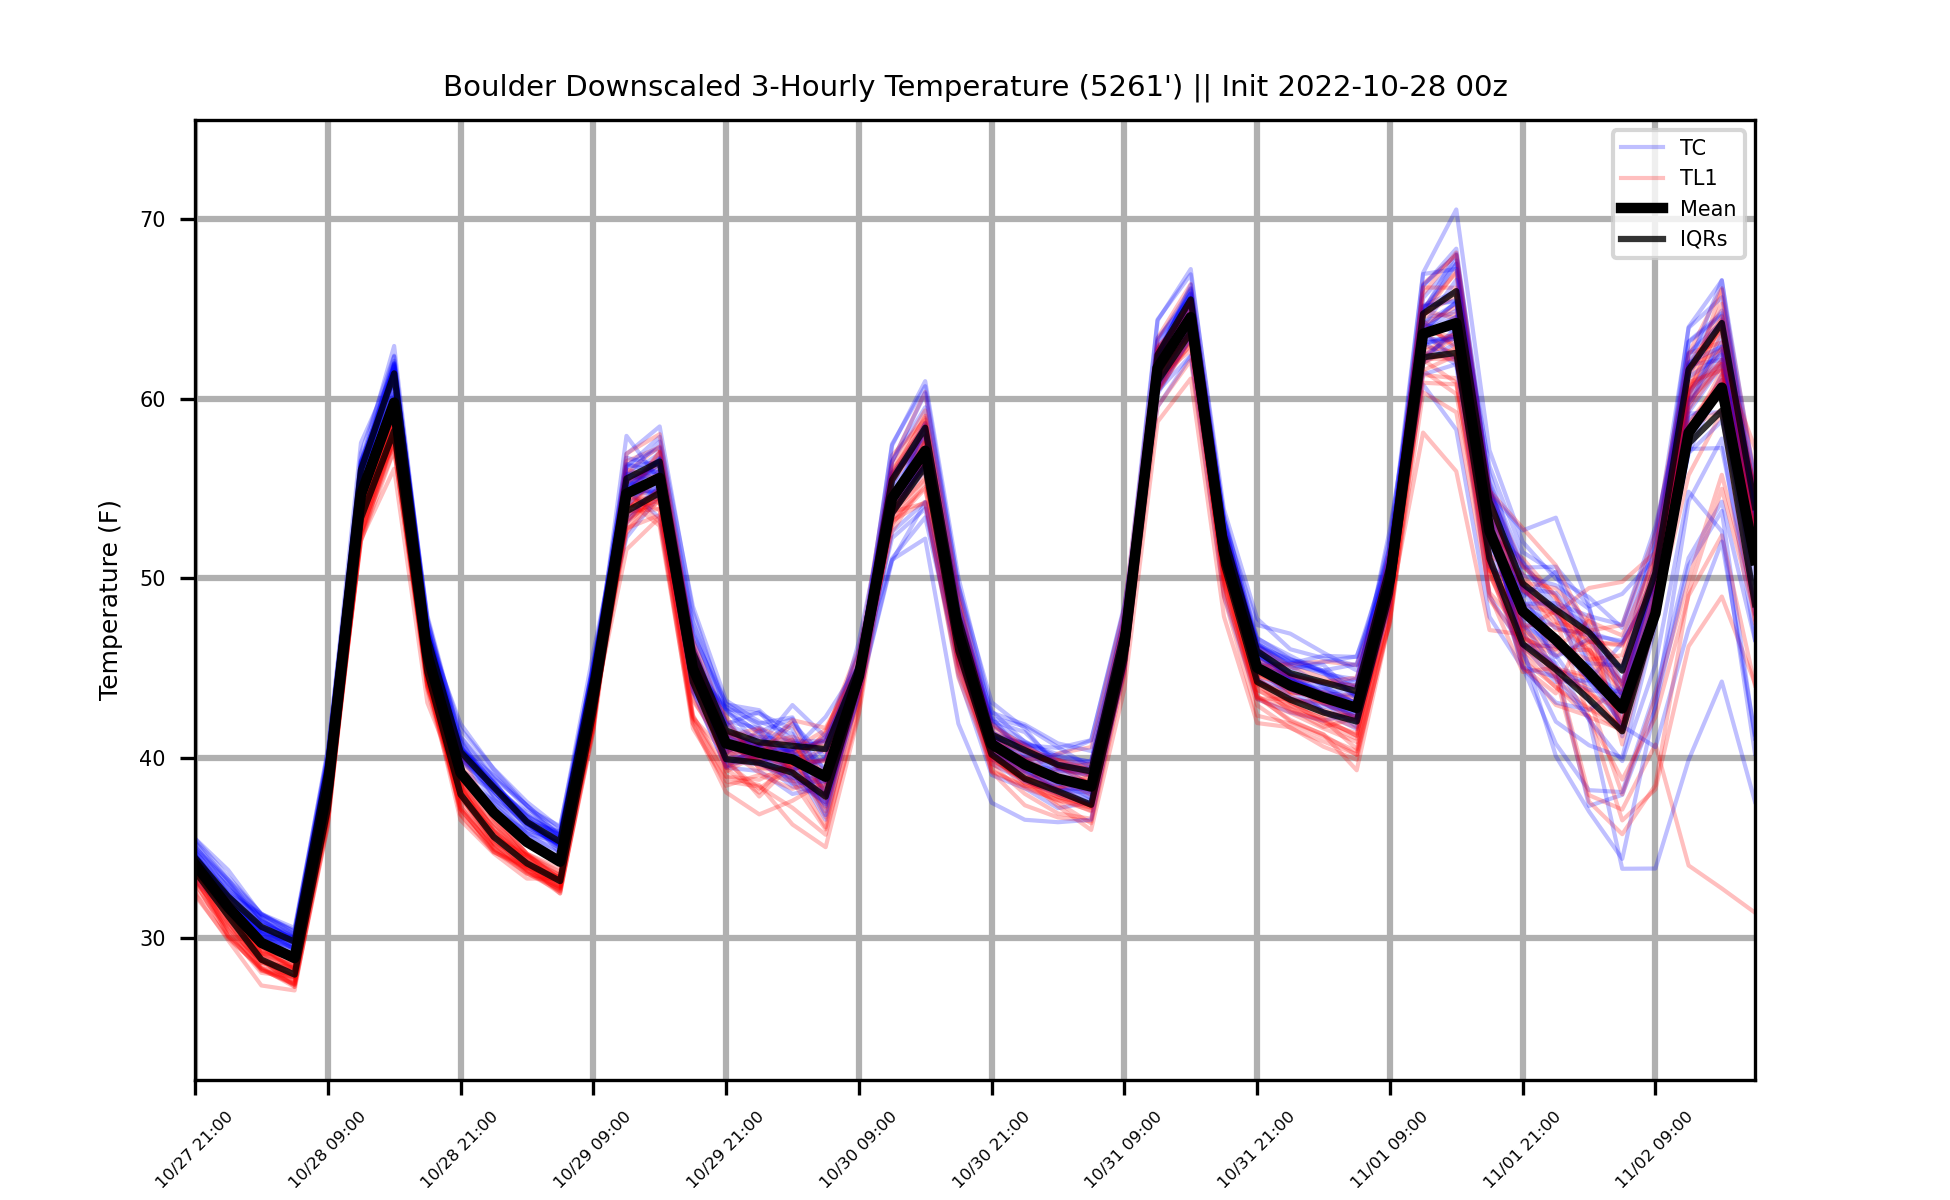 Boulder Downscaled 3-Hourly Temperature (5261') || Init 2022-10-28 00z
TC
TL1
Mean
IQRs
Temperature (F)
70
60
50
40
30
10/27 21:00
10/28 09:00
10/28 21:00
10/29 09:00
10/29 21:00
10/30 09:00
10/30 21:00
10/31 09:00
10/31 21:00
11/01 09:00
11/01 21:00
11/02 09:00